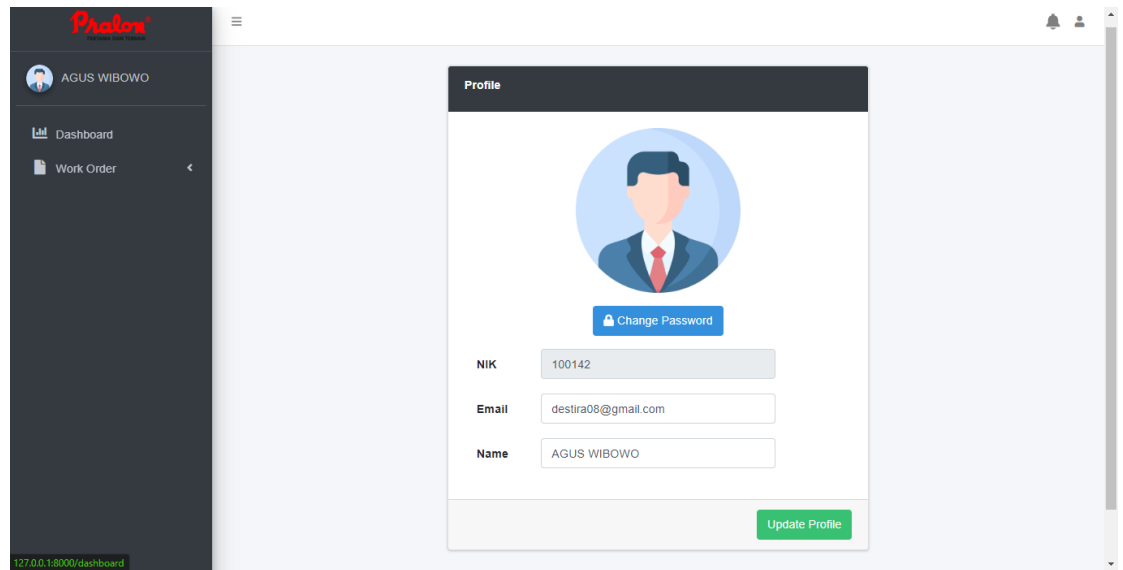 Pralon
AGUS WIBOWO
Dashboard
Work Order
Profile
Change Password
NIK 100142
Email destira08@gmail.com
Name AGUS WIBOWO
Update Profile
127.0.0.1:8000/dashboard